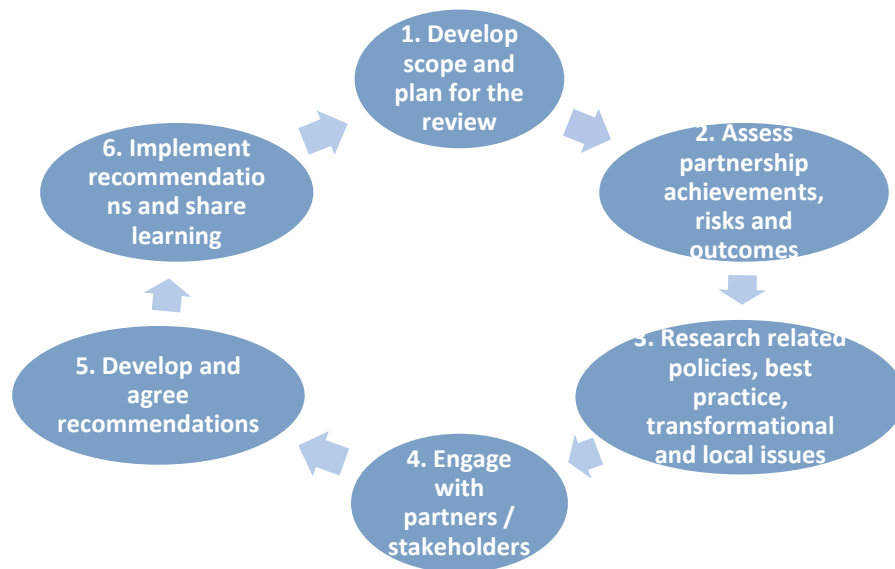 1. Develop
scope and
plan for the
review
2. Assess
partnership
achievements,
risks and
outcomes
3. Research related
policies, best
practice,
transformational
and local issues
4. Engage
with
partners /
stakeholders
5. Develop and
agree
recommendations
6. Implement
recommendatio
ns and share
learning